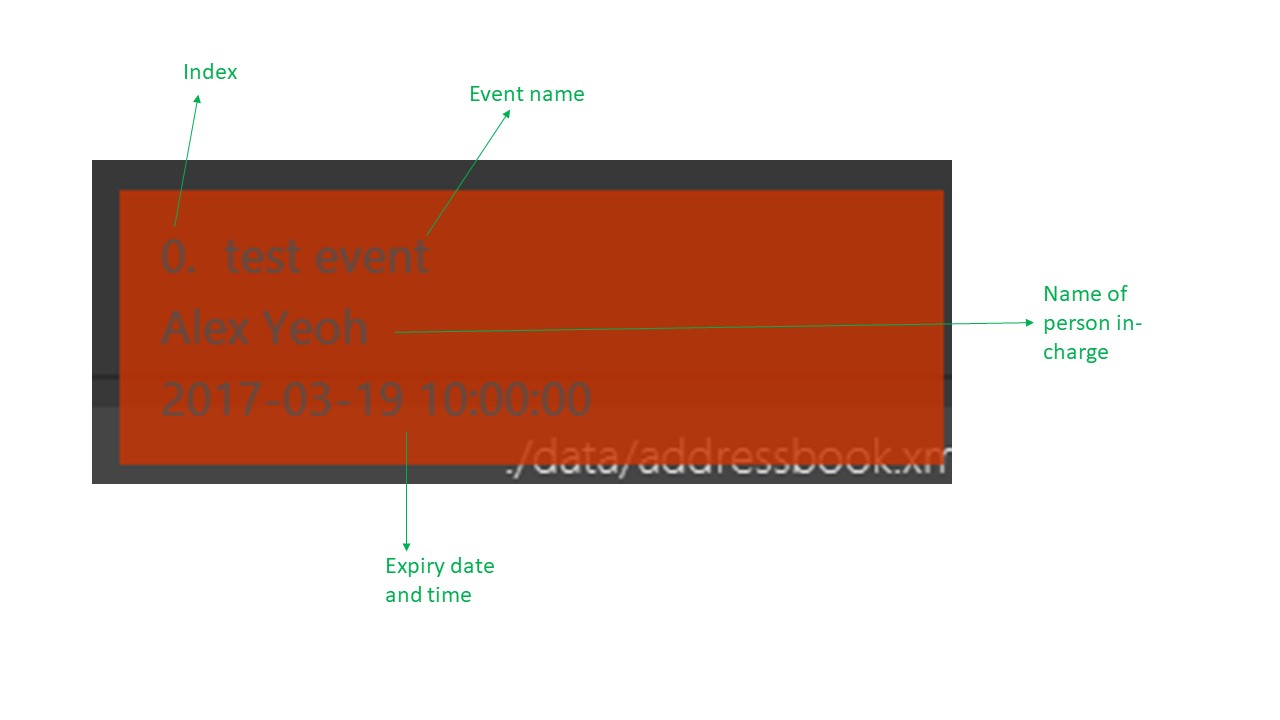 Index
Event name
0. test event
Alex Yeoh
Name of
person in-
charge
2017-03-19 10:00:00
./data/addressbook.xm
Expiry date
and time